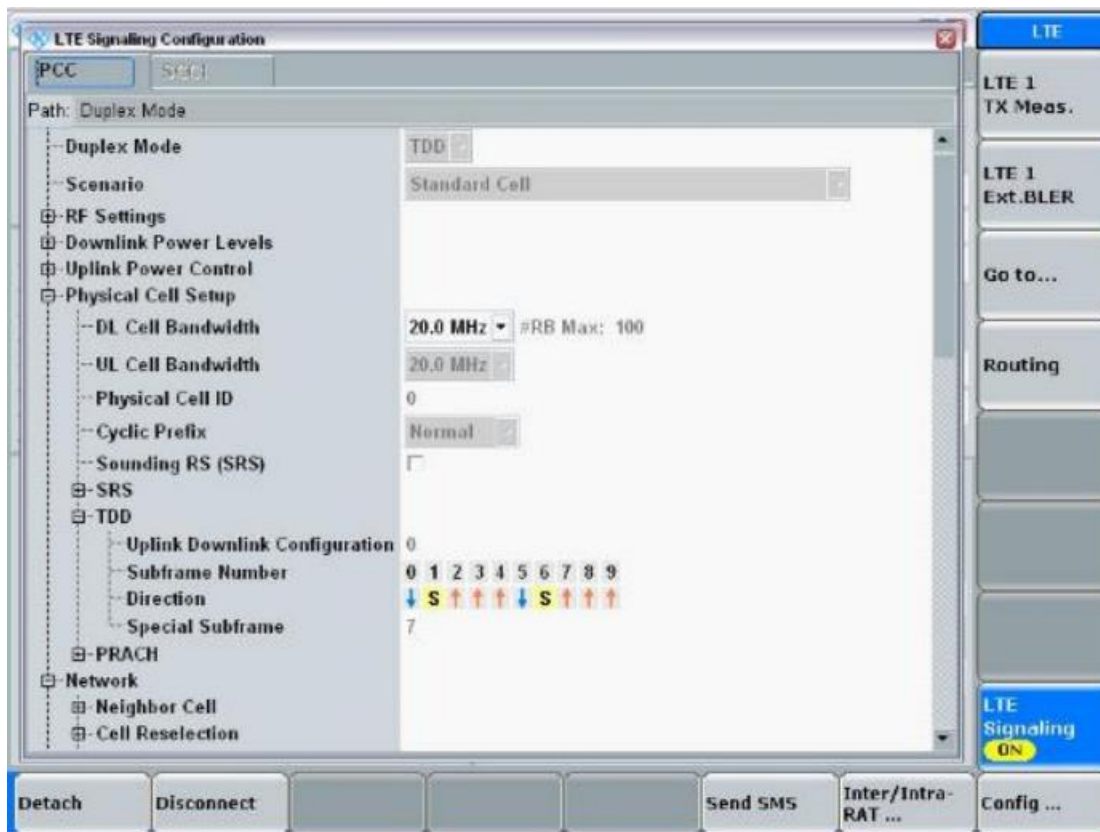 LTE Signaling Configuration
LTE
PCC
LTE 1
TX Meas.
Path: Duplex Mode
Duplex Mode TDD
Scenario Standard Cell
LTE 1
Ext.BLER
RF Settings
Downlink Power Levels
Uplink Power Control
Go to...
Physical Cell Setup
DL Cell Bandwidth 20.0 MHz #RB Max: 100
UL Cell Bandwidth 20.0 MHz
Routing
Physical Cell ID 0
Cyclic Prefix Normal
Sounding RS (SRS)
SRS
TDD
Uplink Downlink Configuration 0
Subframe Number 0 1 2 3 4 5 6 7 8 9
Direction ↓ S ↑ ↑ ↑ ↓ S ↑ ↑ ↑
Special Subframe 7
PRACH
Network
Neighbor Cell
Cell Reselection
LTE
Signaling
ON
Detach
Disconnect
Send SMS
Inter/Intra-
RAT ...
Config ...